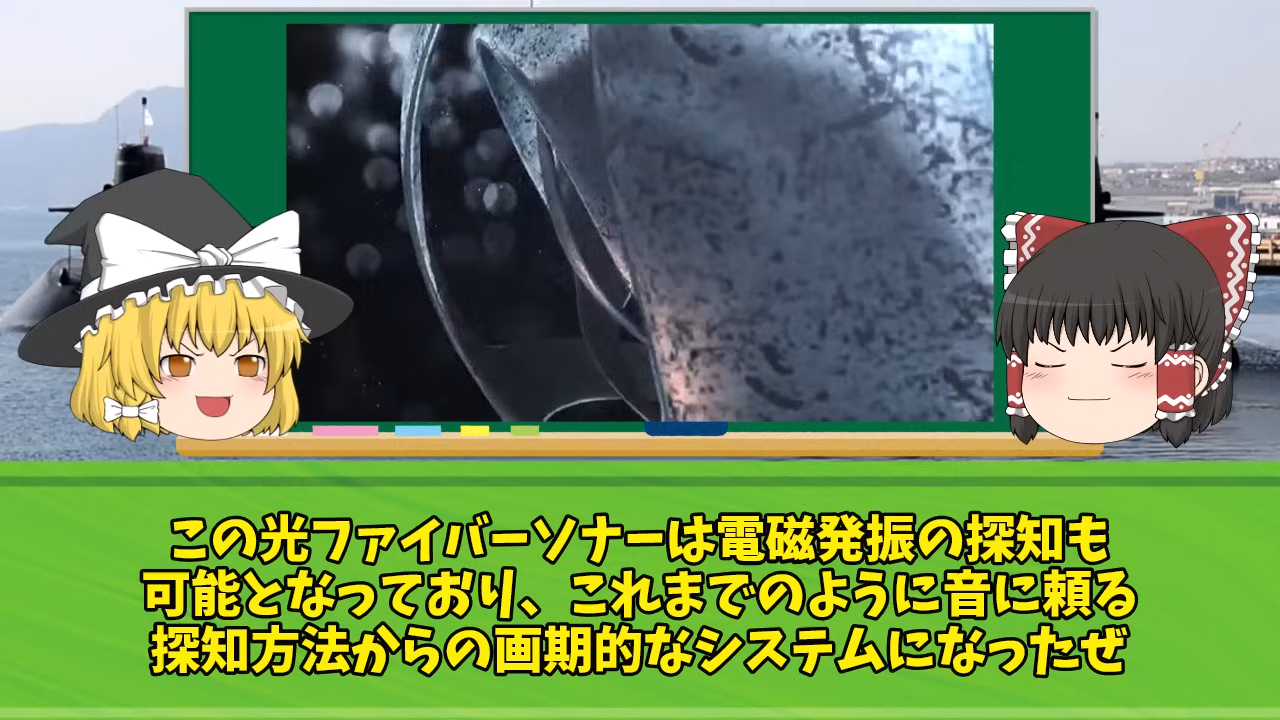 この光ファイバーソナーは電磁発振の探知も
可能となっており、これまでのように音に頼る
探知方法からの画期的なシステムになったぜ